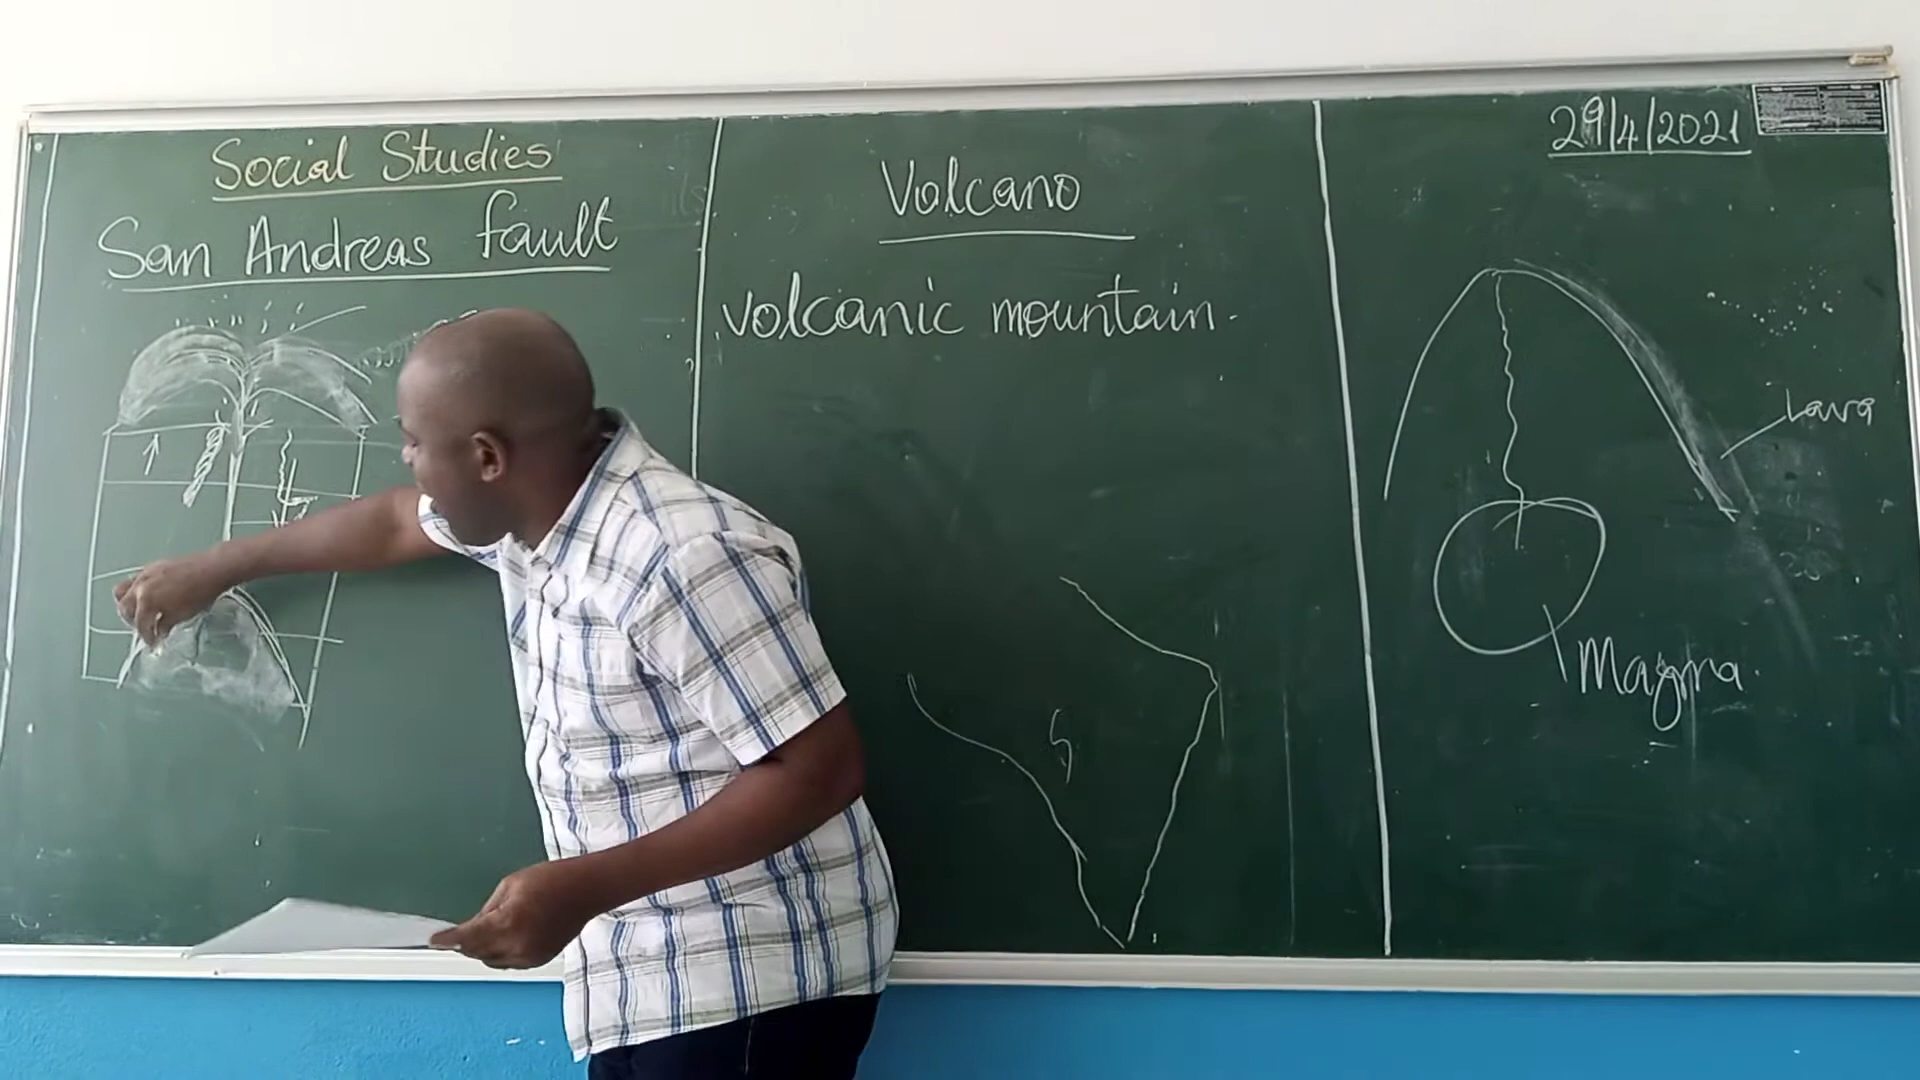 Social Studies
San Andreas fault
Volcano
volcanic mountain.
S
29/4/2021
Lava
Magma.